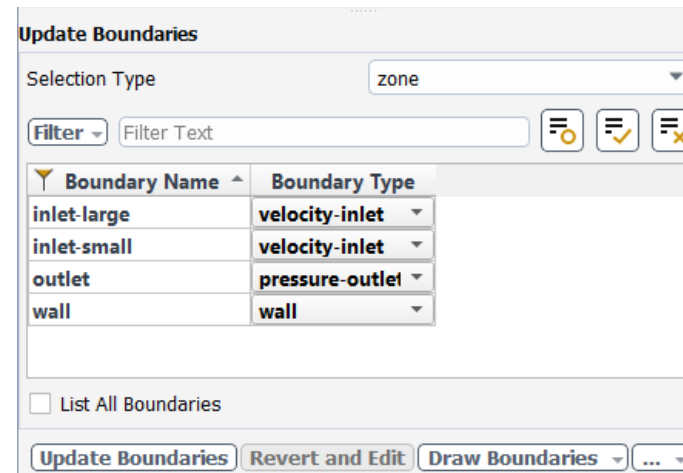 Update Boundaries
Selection Type zone
Filter Filter Text
Boundary Name Boundary Type
inlet-large velocity-inlet
inlet-small velocity-inlet
outlet pressure-outlet
wall wall
List All Boundaries
Update Boundaries Revert and Edit Draw Boundaries ...